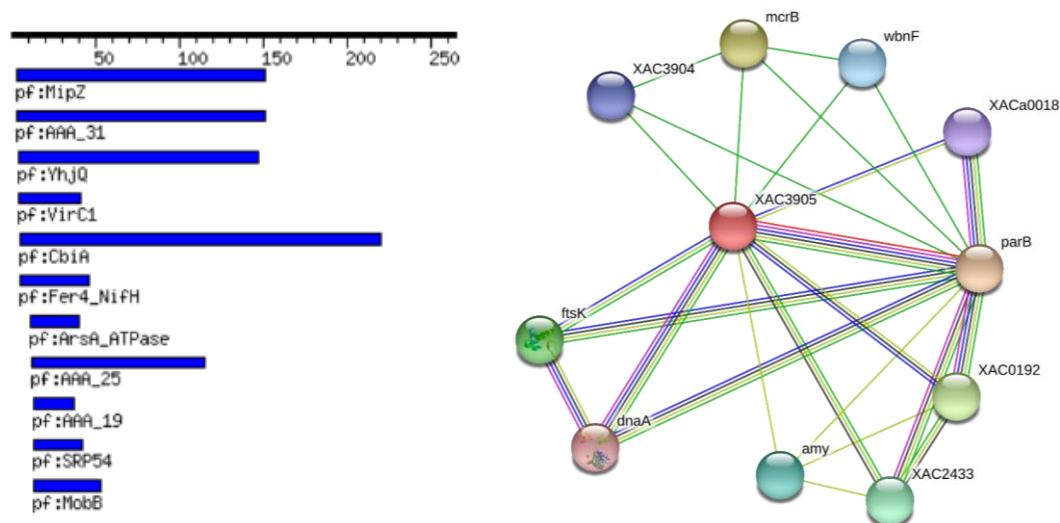 50 100 150 200 250
pf:MipZ
pf:AAA_31
pf:YhjQ
pf:VirC1
pf:CbiA
pf:Fer4_NifH
pf:ArsA_ATPase
pf:AAA_25
pf:AAA_19
pf:SRP54
pf:MobB
mcrB
wbnF
XAC3904
XACa0018
XAC3905
parB
ftsK
XAC0192
dnaA
amy
XAC2433